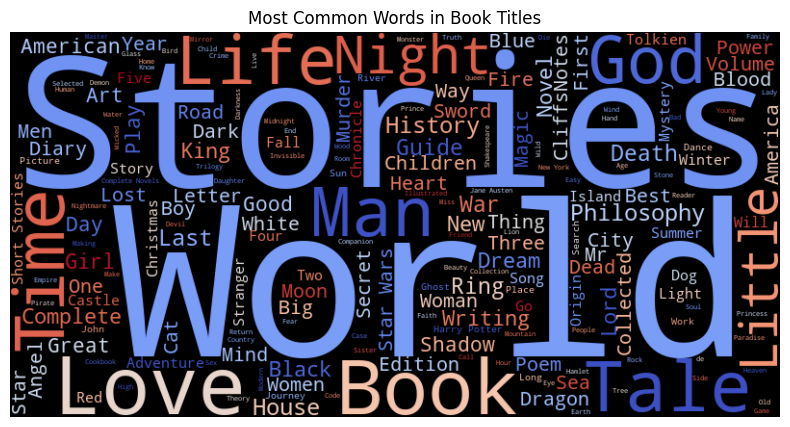 Most Common Words in Book Titles
American Year Life Night Blue Tolkien Power Volume
Master Mirror Monster Truth Die Family
Glass Bird Child Crime Novel First God
Home Know Live Five Fire Blood
Selected Demon Human Art Play River Murder Way Sword CliffsNotes
Stories
Men Diary Road Dark King Fall Midnight End Invisible Chronicle History Magic Mystery
Water Wicked Darkness Queen Prince Shakespeare Wild Wind Hand Bad Young Name Lady
Picture Story Wood Room Trilogy Sun Guide Children Death Dance Winter America
Complete Novels Daughter Heart Jane Austen New York Age Easy Stone Reader
Short Stories Nightmare Lost Letter Good Man Illustrated Miss War Thing Island Best Philosophy Will
Time Day Boy White New Three City Summer Little
World
Making Devil Last Four Companion Friend Lion Search Mr
Girl Christmas Empire Make Two Moon Secret Star Wars Beauty Collection Dream Song Origin Dead Dog
One Castle Pirate Stranger Big Ghost Ring Place Woman Lord Collected Light Princess Soul
Complete John Cat Return Country Fear Faith Harry Potter Go Writing Mountain People Work Paradise
Great Angel Adventure Mind Case Shadow
Star Cookbook Sex Black Sister Edition Call Hour Poem Rock de Heaven
Love Book Tale
High Theory Modern Women Journey Code Long Eye Sea Hamlet Tree Side
Red House Dragon Earth Old Game